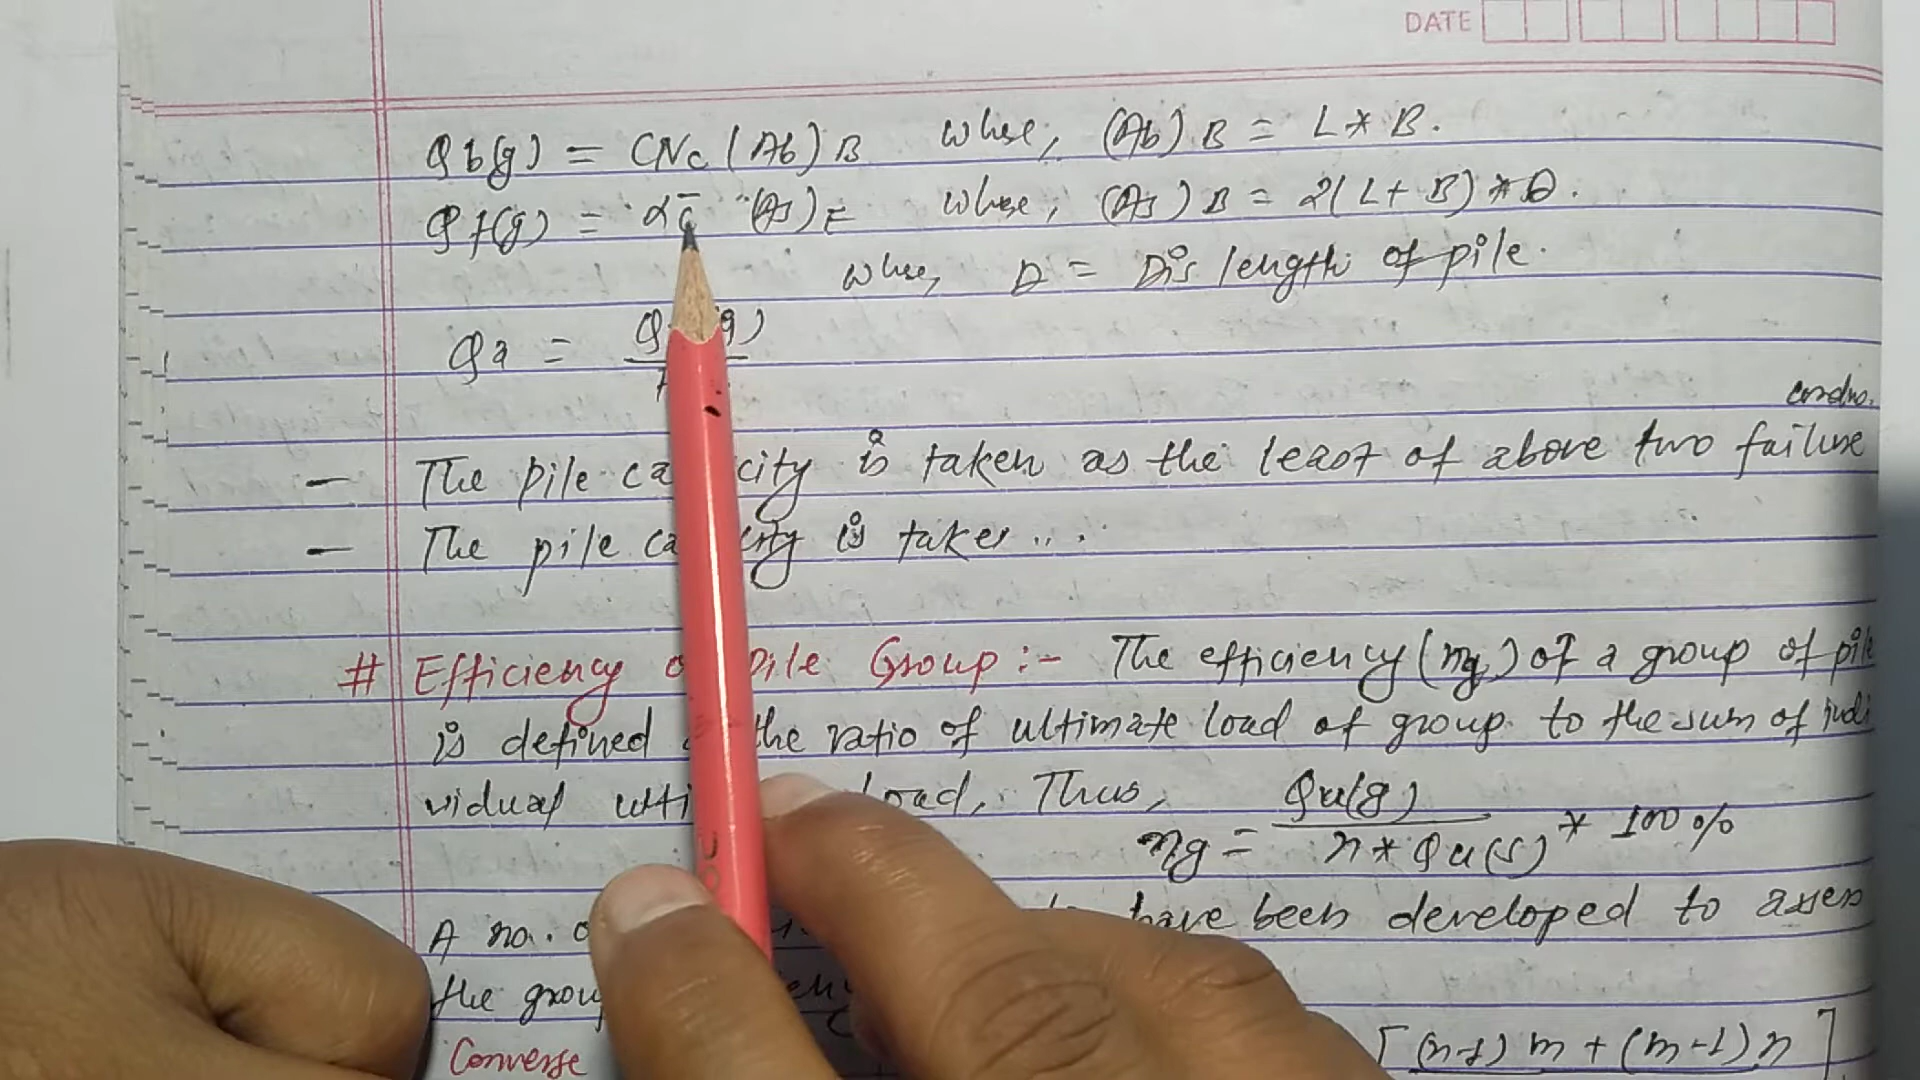 DATE
Qb(g) = CNc (Ab)B where, (Ab)B = L * B.
Qf(g) = αc̄ (As)F where, (As)B = 2(L + B) * D.
where, D = Dis length of pile.
Qa =
condns.
– The pile ca city is taken as the least of above two failure
– The pile ca city is taken ...
# Efficiency o Pile Group :- The efficiency (ηg) of a group of pile
is defined the ratio of ultimate load of group to the sum of indi
vidual ulti load, Thus, Qu(g)
ηg = n * Qu(s) * 100 %
A no. o have been developed to assess
the grou
Converse [(n-1) m + (m-1) n]